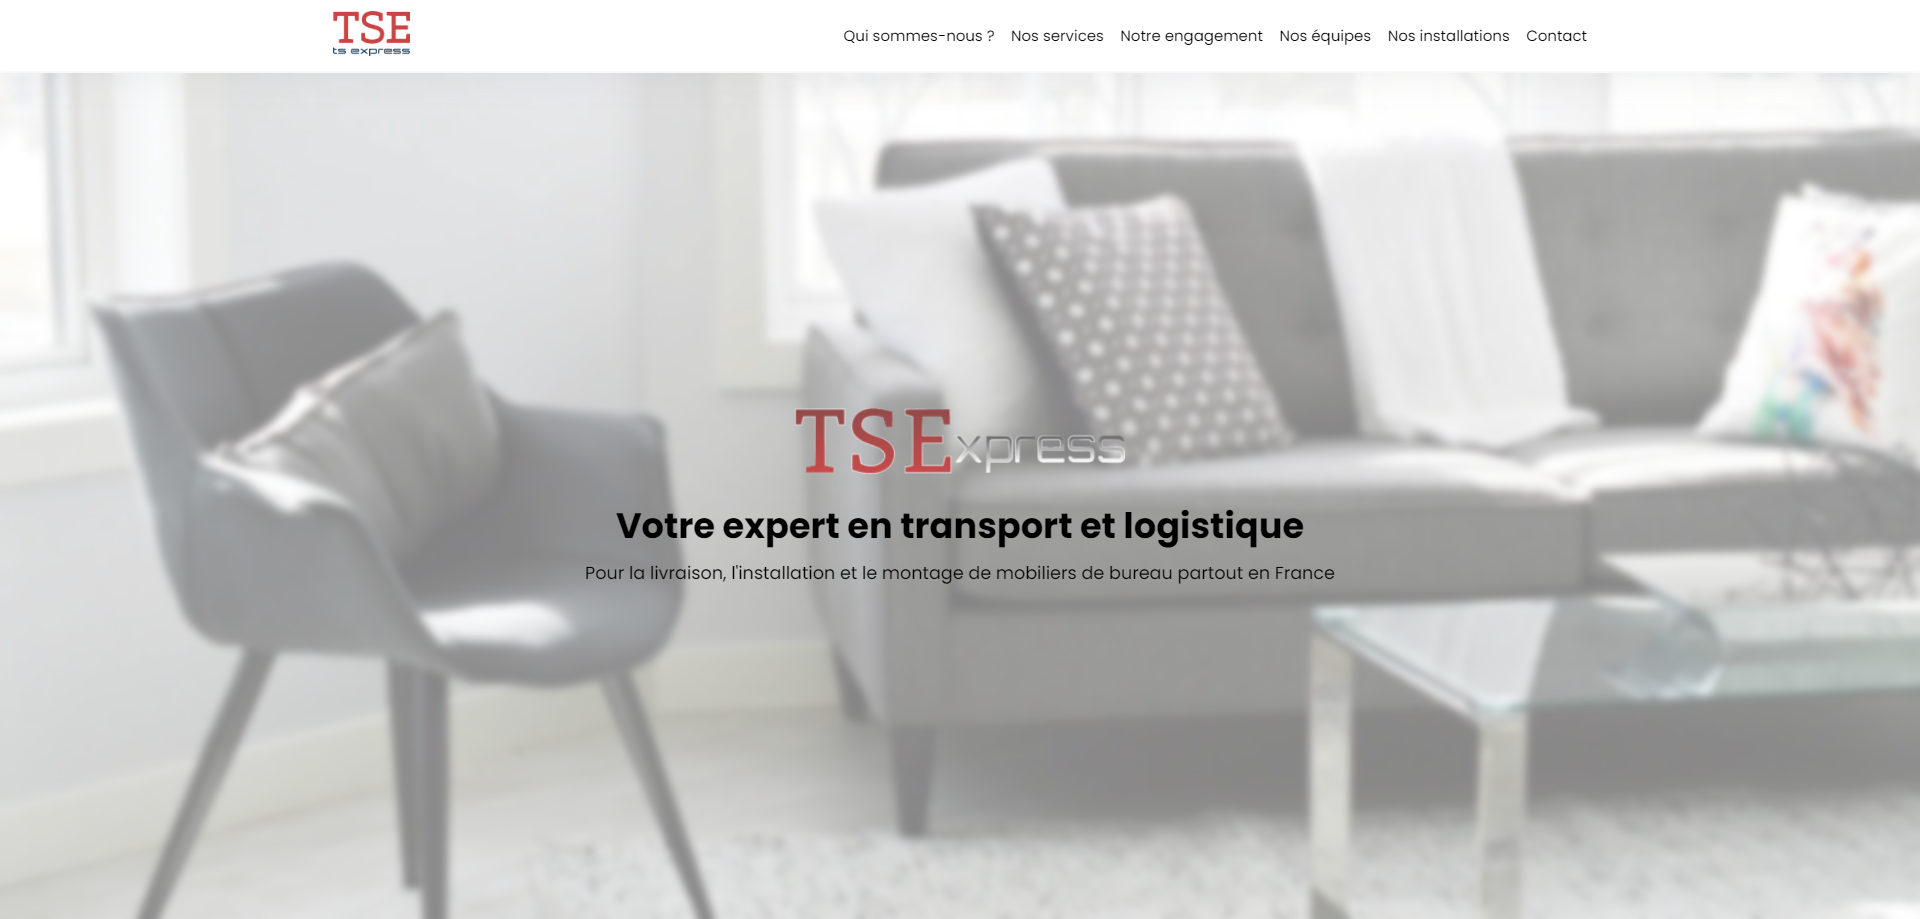 TSE
ts express
Qui sommes-nous ? Nos services Notre engagement Nos équipes Nos installations Contact
TSExpress
Votre expert en transport et logistique
Pour la livraison, l'installation et le montage de mobiliers de bureau partout en France